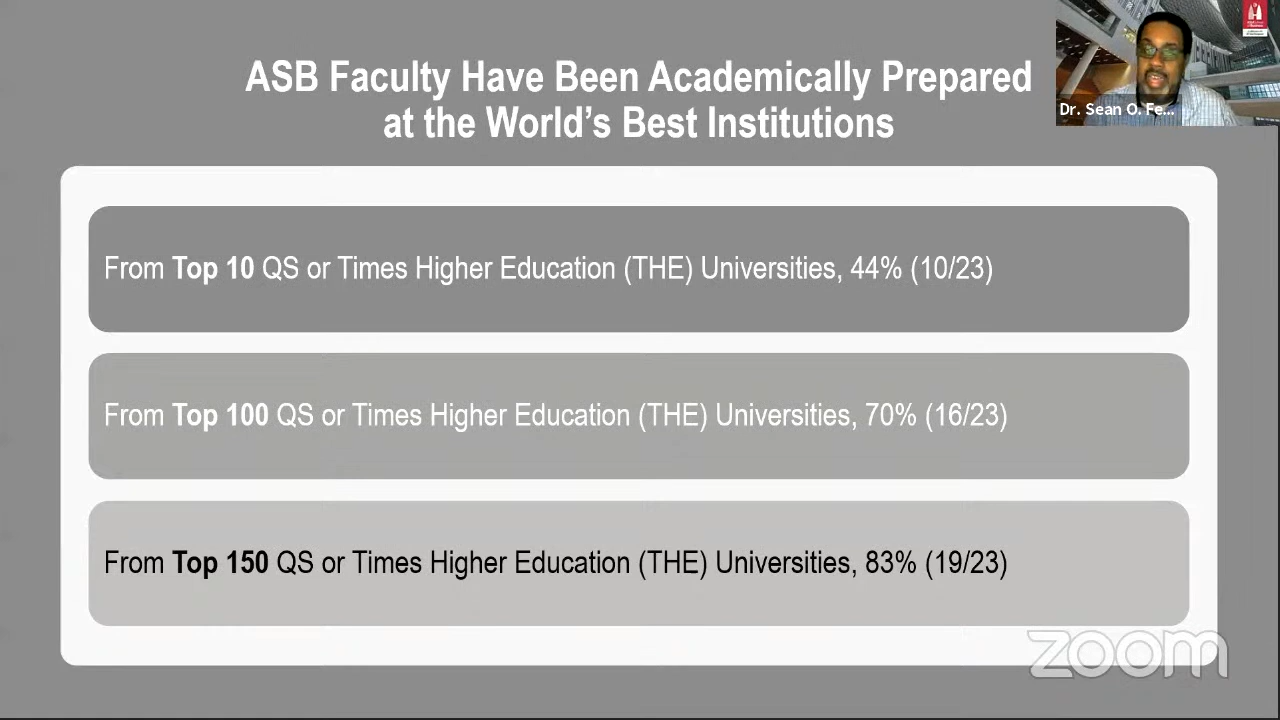 ASB Faculty Have Been Academically Prepared
at the World's Best Institutions
Dr. Sean O. Fe...
From Top 10 QS or Times Higher Education (THE) Universities, 44% (10/23)
From Top 100 QS or Times Higher Education (THE) Universities, 70% (16/23)
From Top 150 QS or Times Higher Education (THE) Universities, 83% (19/23)
zoom